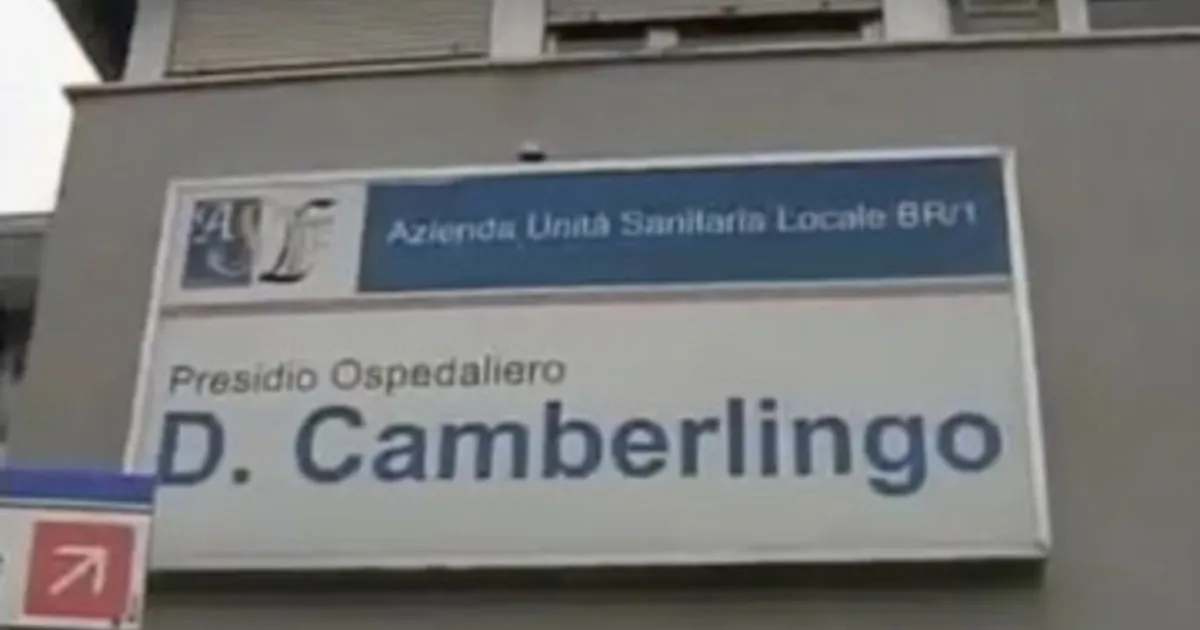 Azienda Unità Sanitaria Locale BR/1
Presidio Ospedaliero
D. Camberlingo